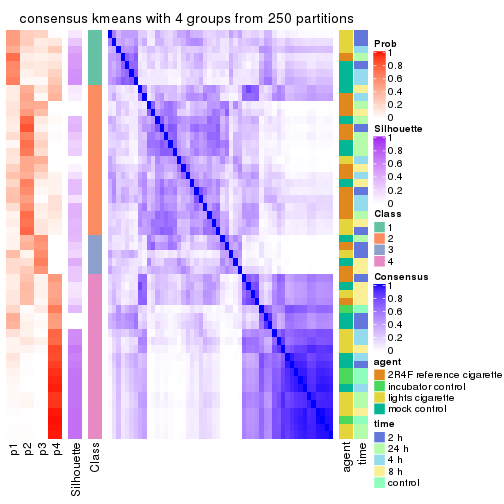 consensus kmeans with 4 groups from 250 partitions
Prob
1
0.8
0.6
0.4
0.2
0
Silhouette
1
0.8
0.6
0.4
0.2
0
Class
1
2
3
4
Consensus
1
0.8
0.6
0.4
0.2
0
agent
2R4F reference cigarette
incubator control
lights cigarette
mock control
time
2 h
24 h
4 h
8 h
control
p1
p2
p3
p4
Silhouette
Class
agent
time